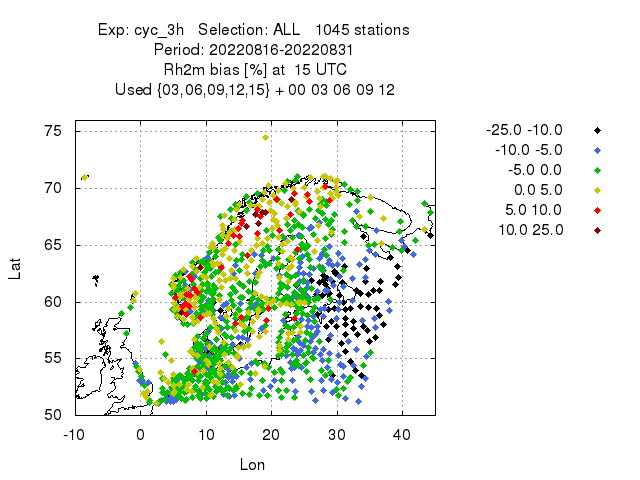 Exp: cyc_3h   Selection: ALL   1045 stations
Period: 20220816-20220831
Rh2m bias [%] at  15 UTC
Used {03,06,09,12,15} + 00 03 06 09 12
-25.0 -10.0
-10.0 -5.0
-5.0 0.0
0.0 5.0
5.0 10.0
10.0 25.0
75
70
65
60
55
50
Lat
-10 0 10 20 30 40
Lon